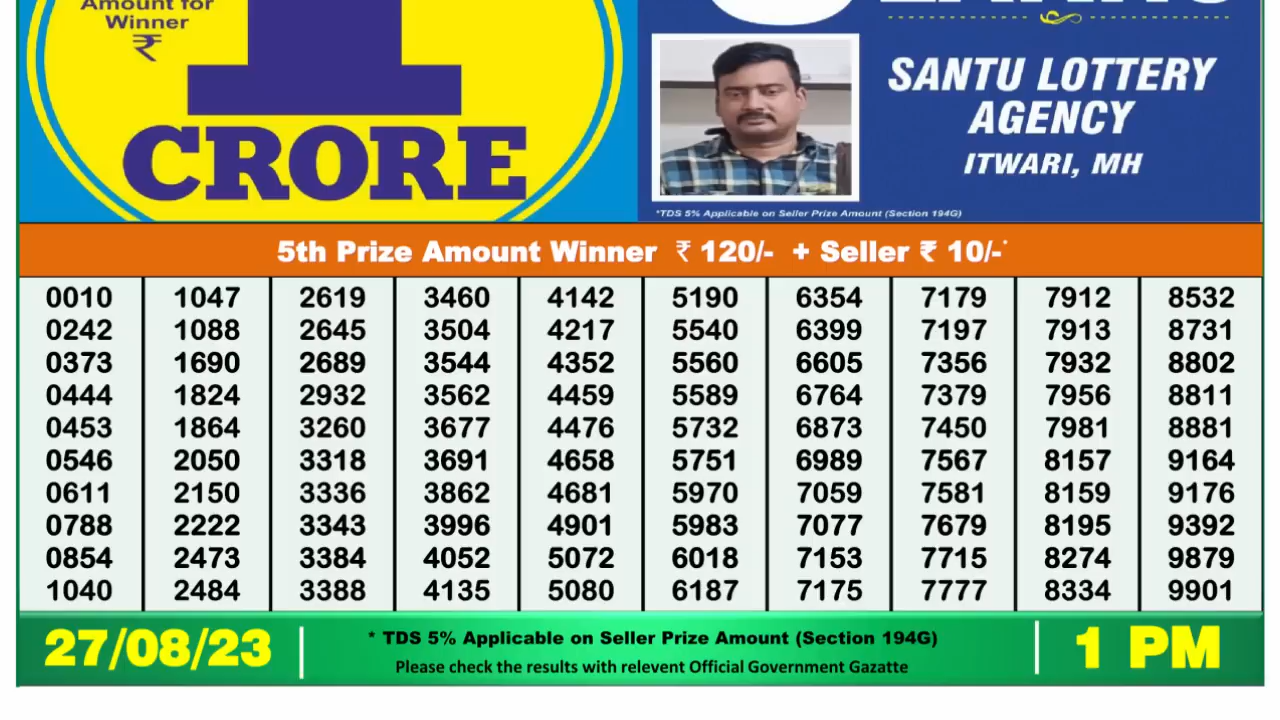 Amount for
Winner
₹
1
CRORE
SANTU LOTTERY
AGENCY
ITWARI, MH
*TDS 5% Applicable on Seller Prize Amount (Section 194G)
5th Prize Amount Winner ₹ 120/- + Seller ₹ 10/-*
0010 1047 2619 3460 4142 5190 6354 7179 7912 8532
0242 1088 2645 3504 4217 5540 6399 7197 7913 8731
0373 1690 2689 3544 4352 5560 6605 7356 7932 8802
0444 1824 2932 3562 4459 5589 6764 7379 7956 8811
0453 1864 3260 3677 4476 5732 6873 7450 7981 8881
0546 2050 3318 3691 4658 5751 6989 7567 8157 9164
0611 2150 3336 3862 4681 5970 7059 7581 8159 9176
0788 2222 3343 3996 4901 5983 7077 7679 8195 9392
0854 2473 3384 4052 5072 6018 7153 7715 8274 9879
1040 2484 3388 4135 5080 6187 7175 7777 8334 9901
27/08/23
* TDS 5% Applicable on Seller Prize Amount (Section 194G)
Please check the results with relevent Official Government Gazatte
1 PM